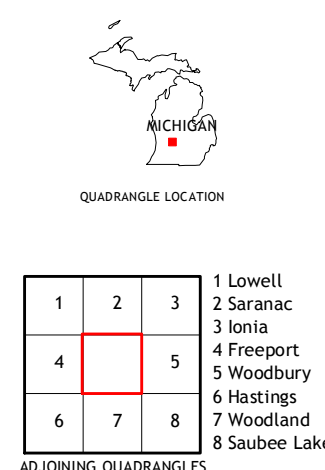 MICHIGAN
QUADRANGLE LOCATION
1 2 3
4 5
6 7 8
1 Lowell
2 Saranac
3 Ionia
4 Freeport
5 Woodbury
6 Hastings
7 Woodland
8 Saubee Lake
ADJOINING QUADRANGLES